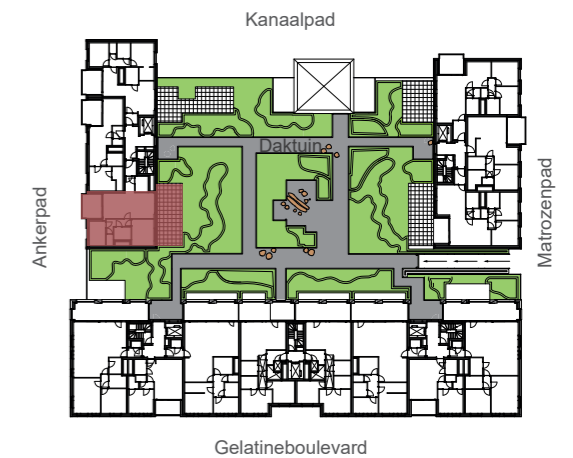 Kanaalpad
Daktuin
Ankerpad
Matrozenpad
Gelatineboulevard